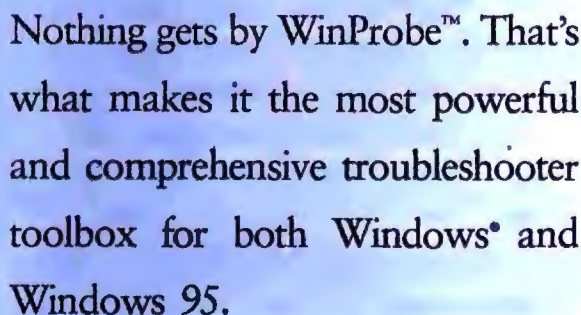 Nothing gets by WinProbe™. That's
what makes it the most powerful
and comprehensive troubleshooter
toolbox for both Windows® and
Windows 95.